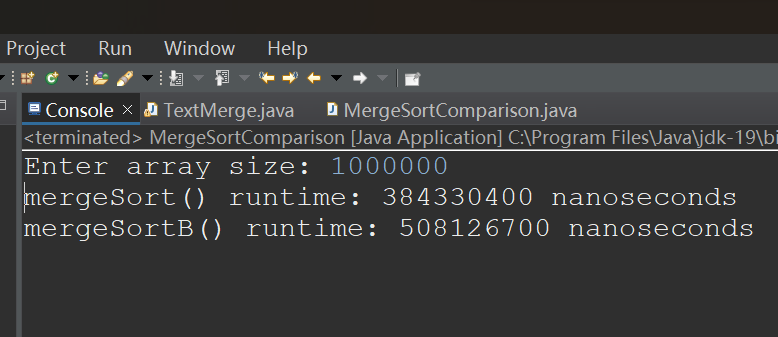 Project Run Window Help
Console TextMerge.java MergeSortComparison.java
<terminated> MergeSortComparison [Java Application] C:\Program Files\Java\jdk-19\bi
Enter array size: 1000000
mergeSort() runtime: 384330400 nanoseconds
mergeSortB() runtime: 508126700 nanoseconds